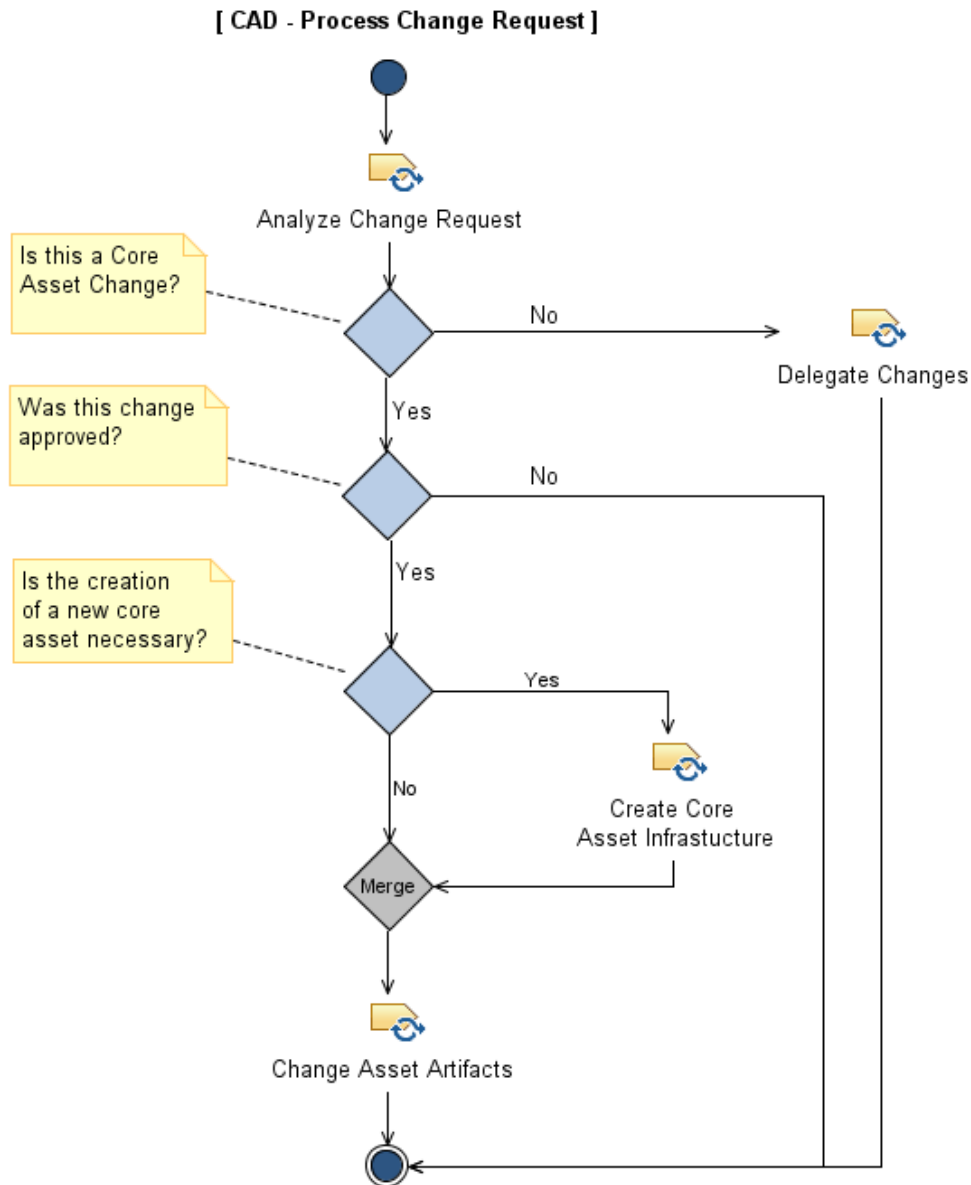 [ CAD - Process Change Request ]
Analyze Change Request
Is this a Core
Asset Change?
No
Delegate Changes
Yes
Was this change
approved?
No
Yes
Is the creation
of a new core
asset necessary?
Yes
No
Create Core
Asset Infrastucture
Merge
Change Asset Artifacts